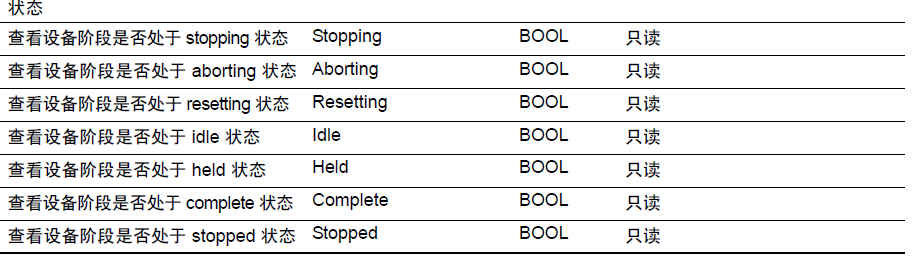 状态
查看设备阶段是否处于 stopping 状态 Stopping BOOL 只读
查看设备阶段是否处于 aborting 状态 Aborting BOOL 只读
查看设备阶段是否处于 resetting 状态 Resetting BOOL 只读
查看设备阶段是否处于 idle 状态 Idle BOOL 只读
查看设备阶段是否处于 held 状态 Held BOOL 只读
查看设备阶段是否处于 complete 状态 Complete BOOL 只读
查看设备阶段是否处于 stopped 状态 Stopped BOOL 只读